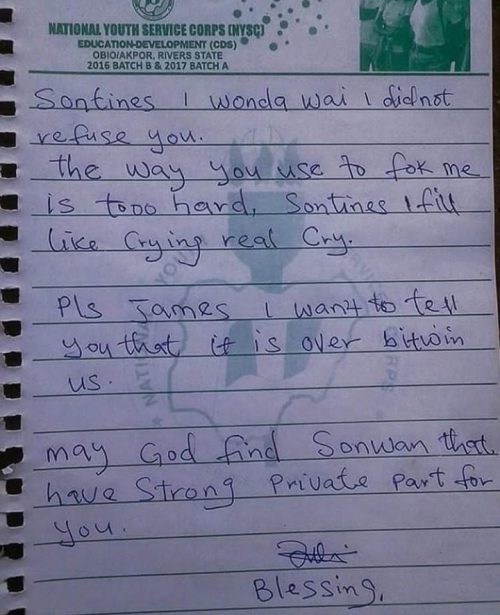 NATIONAL YOUTH SERVICE CORPS (NYSC)
EDUCATION-DEVELOPMENT (CDS)
OBIO/AKPOR, RIVERS STATE
2016 BATCH B & 2017 BATCH A
Sontines I wonda wai I didnot
refuse you.
the way you use to fok me
is tooo hard, Sontines I fill
like Crying real Cry.
Pls James I want to tell
you that it is over bitwin
us.
may God find Sonwan that
have Strong Private Part for
you.
Blessing,